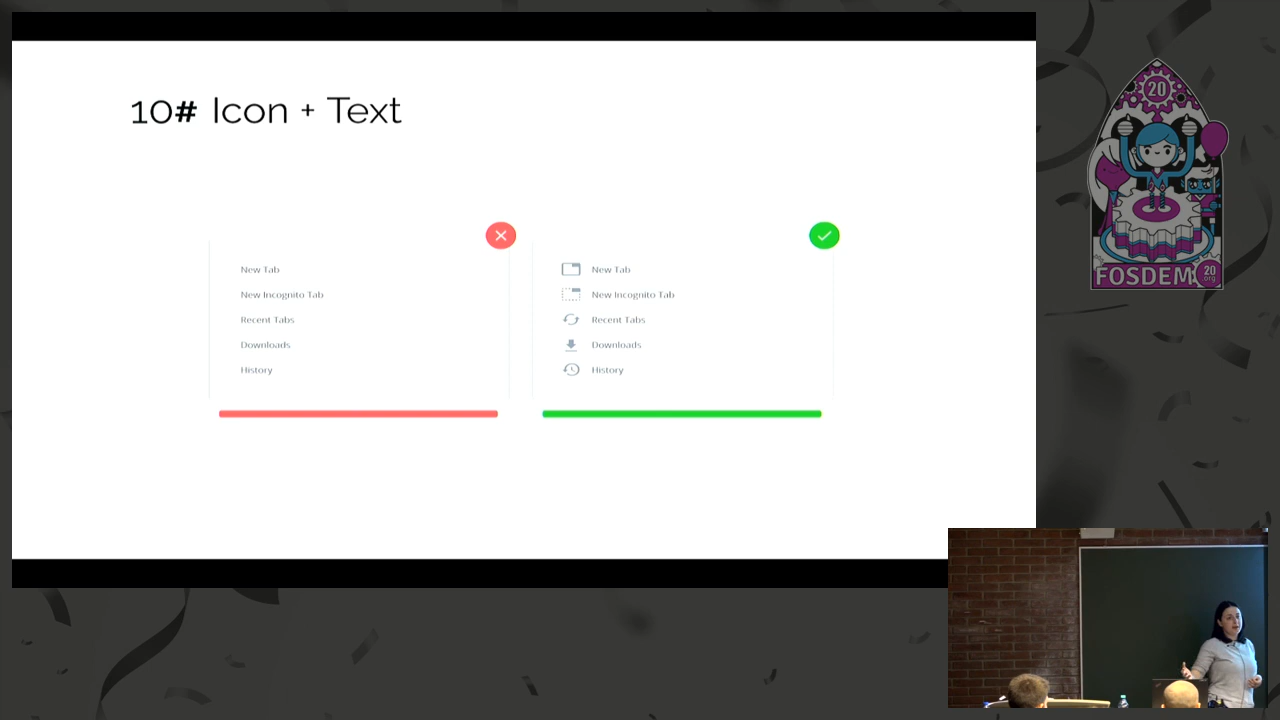 10# Icon + Text
New Tab
New Incognito Tab
Recent Tabs
Downloads
History
New Tab
New Incognito Tab
Recent Tabs
Downloads
History
20
FOSDEM
20
.org